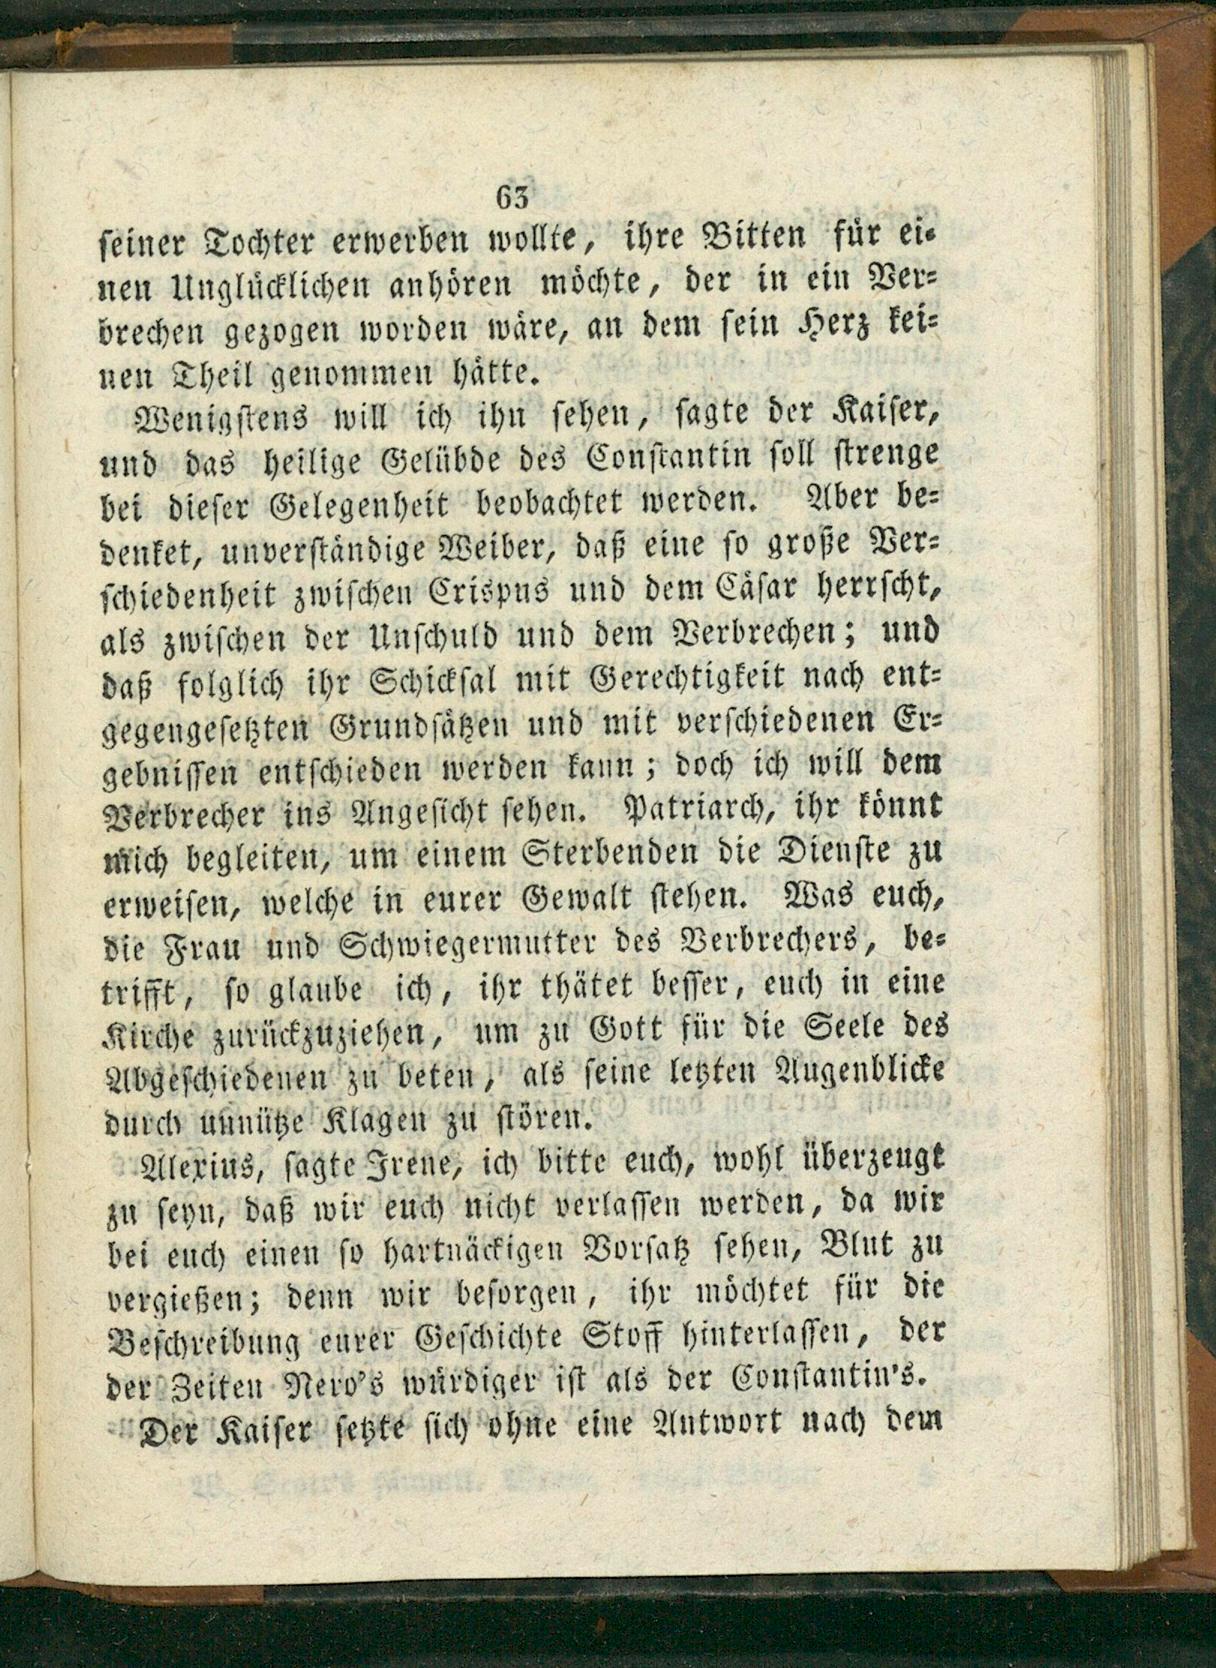 63
seiner Tochter erwerben wollte, ihre Bitten für ei-
nen Unglücklichen anhören möchte, der in ein Ver-
brechen gezogen worden wäre, an dem sein Herz kei-
nen Theil genommen hätte.
Wenigstens will ich ihn sehen, sagte der Kaiser,
und das heilige Gelübde des Constantin soll strenge
bei dieser Gelegenheit beobachtet werden. Aber be-
denket, unverständige Weiber, daß eine so große Ver-
schiedenheit zwischen Crispus und dem Cäsar herrscht,
als zwischen der Unschuld und dem Verbrechen; und
daß folglich ihr Schicksal mit Gerechtigkeit nach ent-
gegengesetzten Grundsätzen und mit verschiedenen Er-
gebnissen entschieden werden kann; doch ich will dem
Verbrecher ins Angesicht sehen. Patriarch, ihr könnt
mich begleiten, um einem Sterbenden die Dienste zu
erweisen, welche in eurer Gewalt stehen. Was euch,
die Frau und Schwiegermutter des Verbrechers, be-
trifft, so glaube ich, ihr thätet besser, euch in eine
Kirche zurückzuziehen, um zu Gott für die Seele des
Abgeschiedenen zu beten, als seine letzten Augenblicke
durch unnütze Klagen zu stören.
Alexius, sagte Irene, ich bitte euch, wohl überzeugt
zu seyn, daß wir euch nicht verlassen werden, da wir
bei euch einen so hartnäckigen Vorsatz sehen, Blut zu
vergießen; denn wir besorgen, ihr möchtet für die
Beschreibung eurer Geschichte Stoff hinterlassen, der
der Zeiten Nero's würdiger ist als der Constantin's.
Der Kaiser setzte sich ohne eine Antwort nach dem